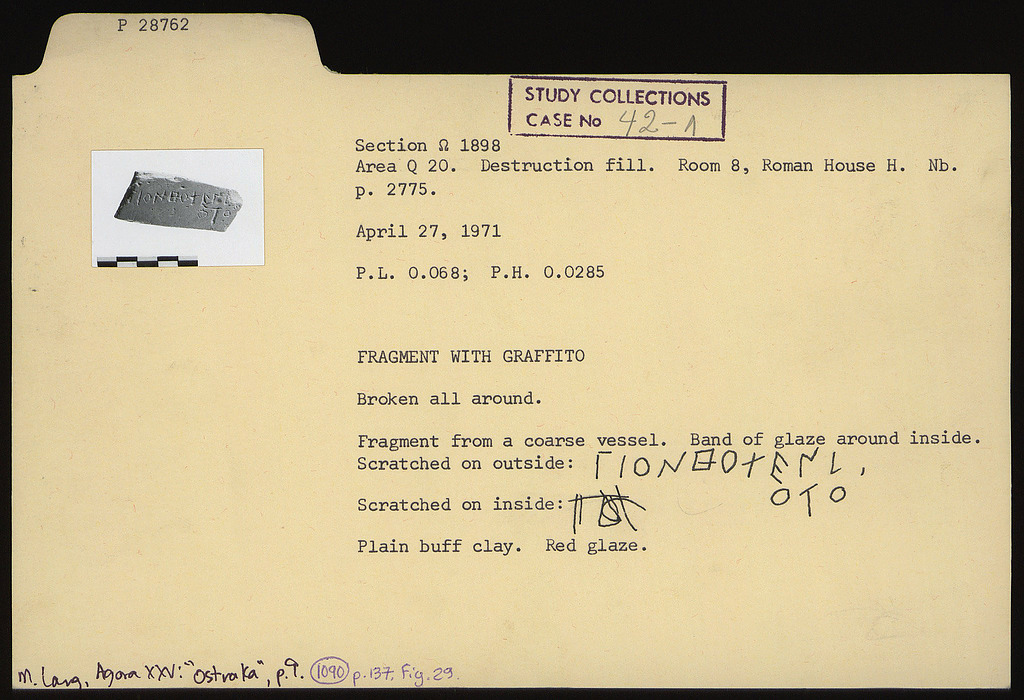 P 28762
STUDY COLLECTIONS
CASE No 42-1
Section Ω 1898
Area Q 20. Destruction fill. Room 8, Roman House H. Nb.
p. 2775.
April 27, 1971
P.L. 0.068; P.H. 0.0285
FRAGMENT WITH GRAFFITO
Broken all around.
Fragment from a coarse vessel. Band of glaze around inside.
Scratched on outside:
ΟΤΟ
Scratched on inside:
Plain buff clay. Red glaze.
M. Lang, Agora XXV: "Ostraka", p. 9. 1090 p. 137, Fig. 29.